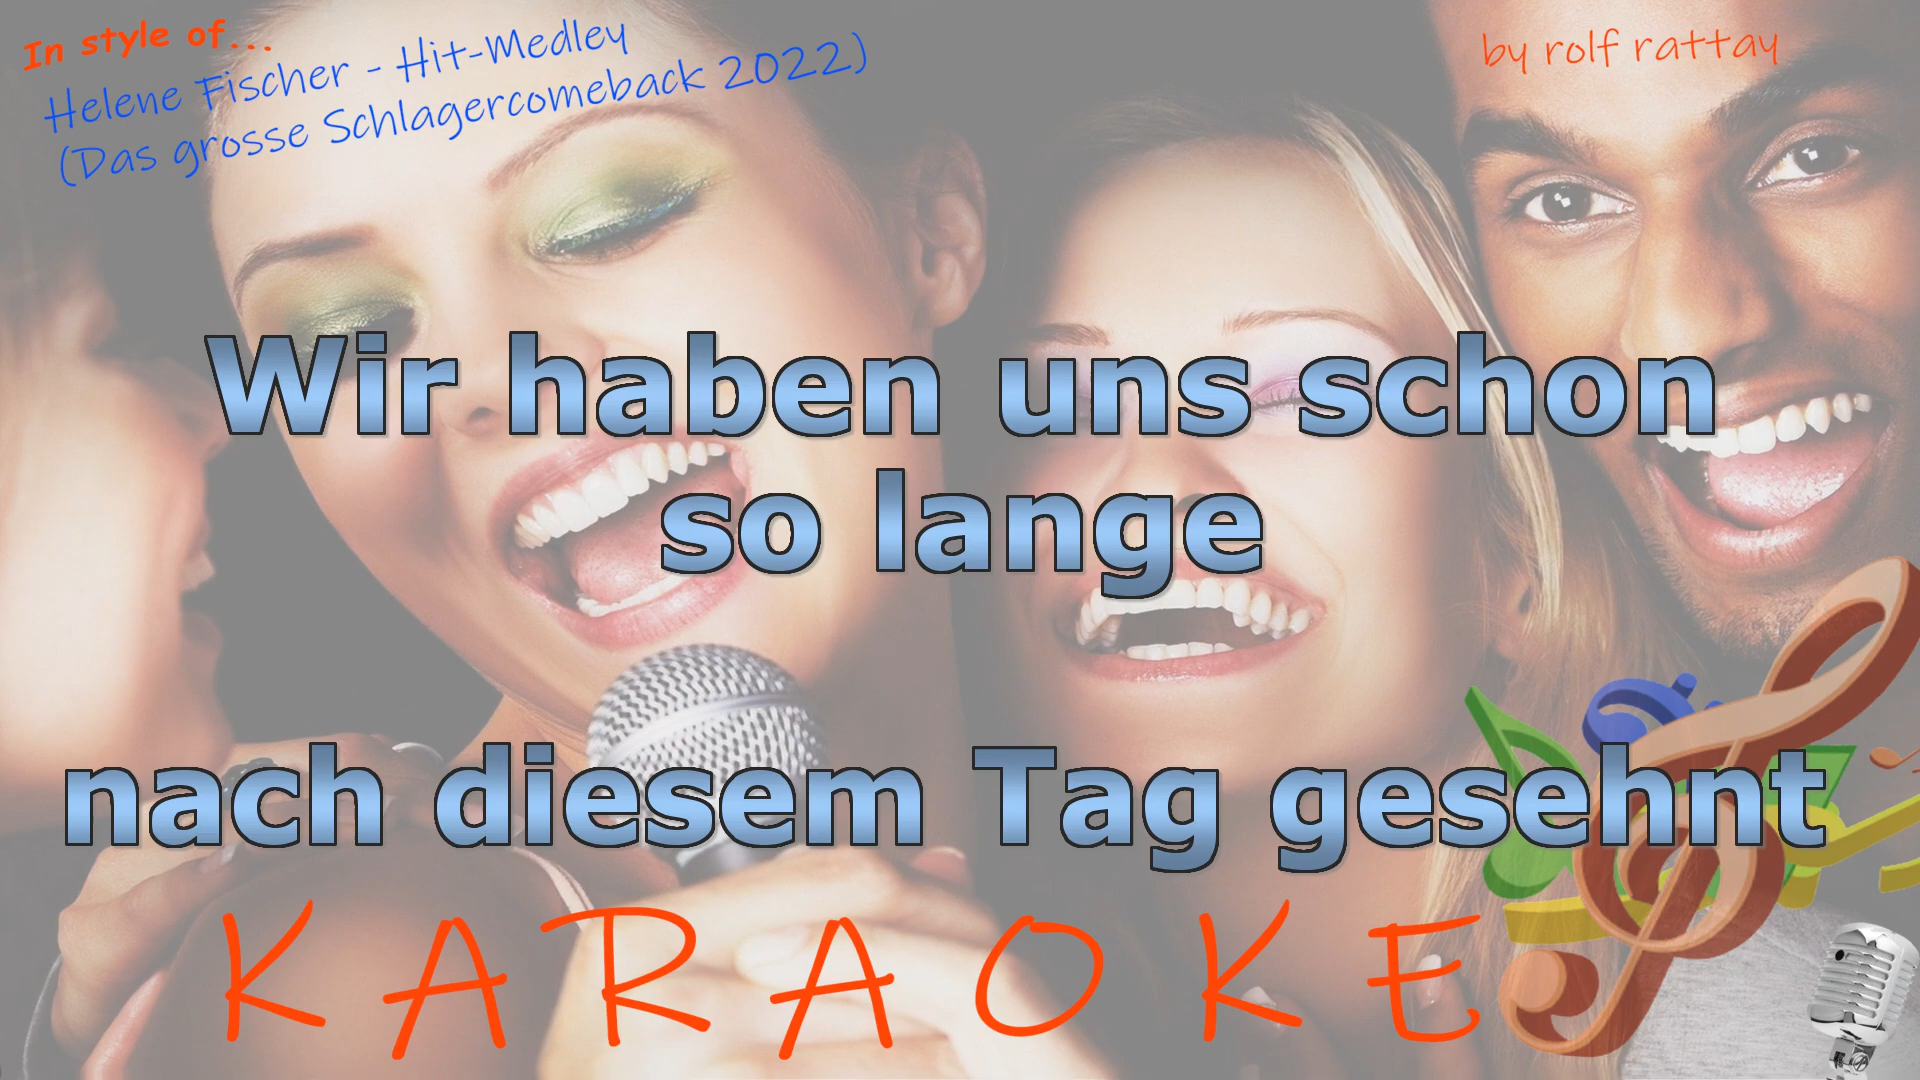 In style of...
Helene Fischer - Hit-Medley
(Das grosse Schlagercomeback 2022)
by rolf rattay
Wir haben uns schon
so lange
nach diesem Tag gesehnt
KARAOKE